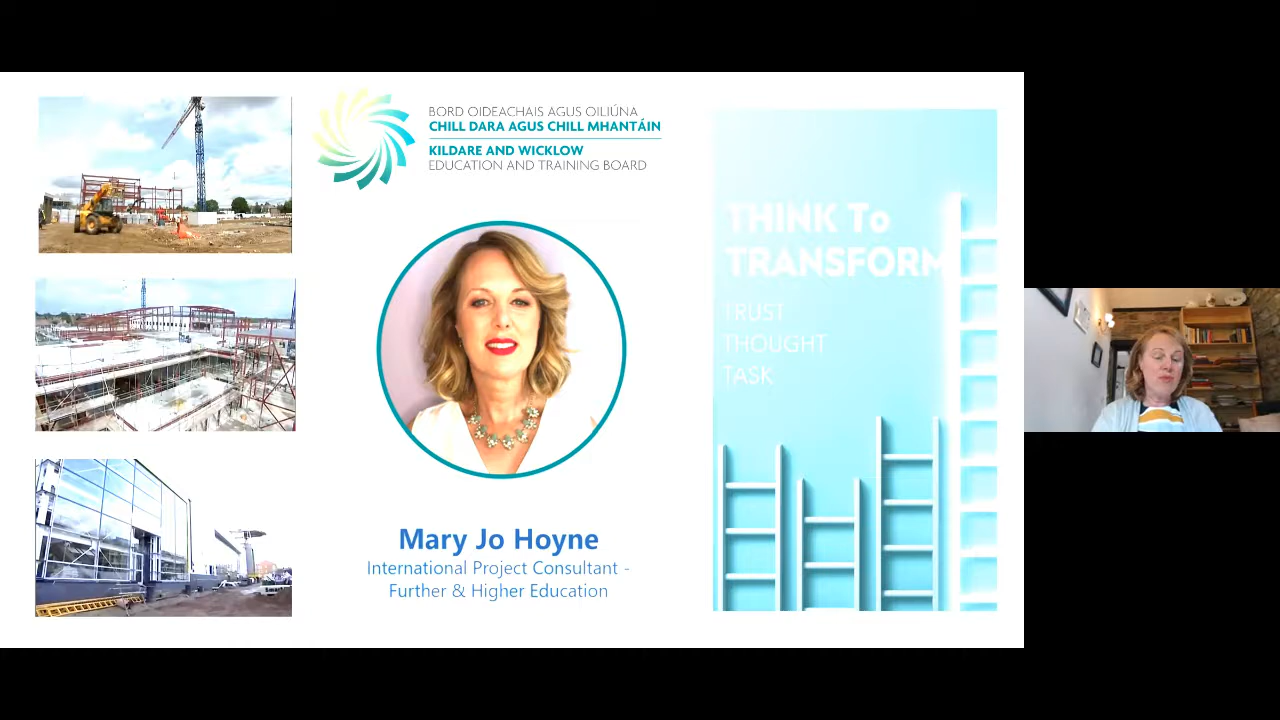 BORD OIDEACHAIS AGUS OILIÚNA
CHILL DARA AGUS CHILL MHANTÁIN
KILDARE AND WICKLOW
EDUCATION AND TRAINING BOARD
Mary Jo Hoyne
International Project Consultant -
Further & Higher Education
THINK To
TRANSFORM
TRUST
THOUGHT
TASK